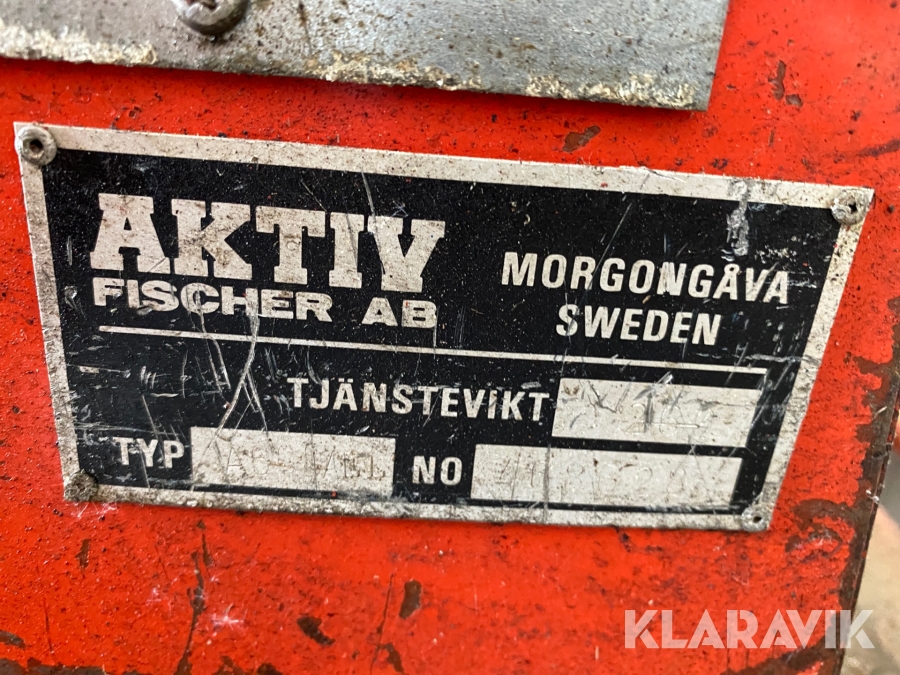 AKTIV
FISCHER AB
MORGONGÅVA
SWEDEN
TJÄNSTEVIKT
TYP NO
KLARAVIK